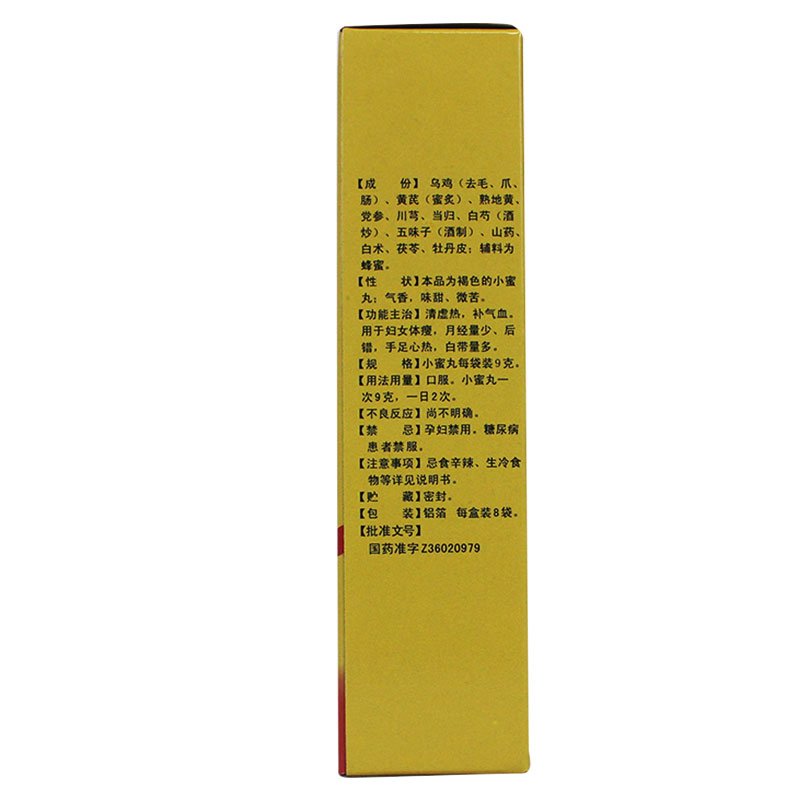 【成 份】 乌鸡（去毛、爪、
肠）、黄芪（蜜炙）、熟地黄、
党参、川芎、当归、白芍（酒
炒）、五味子（酒制）、山药、
白术、茯苓、牡丹皮；辅料为
蜂蜜。
【性 状】本品为褐色的小蜜
丸；气香，味甜、微苦。
【功能主治】清虚热，补气血。
用于妇女体瘦，月经量少、后
错，手足心热，白带量多。
【规 格】小蜜丸每袋装9克。
【用法用量】口服。小蜜丸一
次9克，一日2次。
【不良反应】尚不明确。
【禁 忌】孕妇禁用。糖尿病
患者禁服。
【注意事项】忌食辛辣、生冷食
物等详见说明书。
【贮 藏】密封。
【包 装】铝箔 每盒装8袋。
【批准文号】
国药准字Z36020979